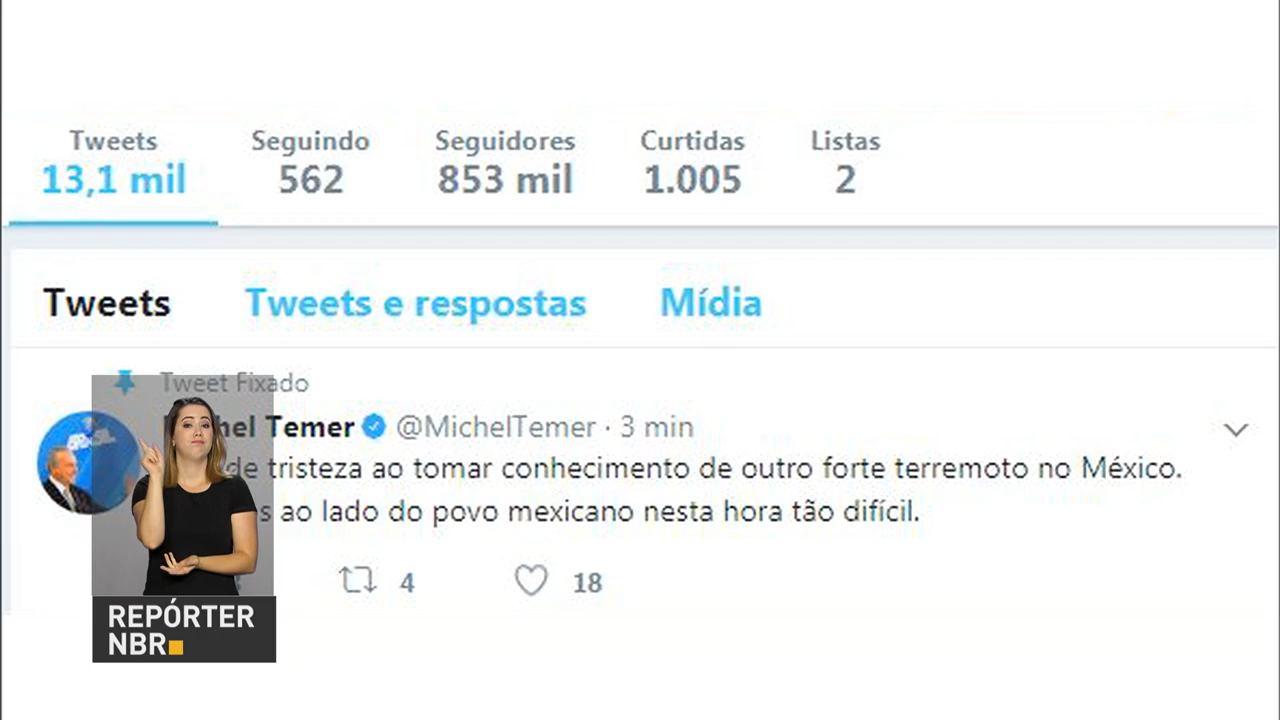 Tweets Seguindo Seguidores Curtidas Listas
13,1 mil 562 853 mil 1.005 2
Tweets Tweets e respostas Mídia
Tweet Fixado
hel Temer @MichelTemer · 3 min
de tristeza ao tomar conhecimento de outro forte terremoto no México.
s ao lado do povo mexicano nesta hora tão difícil.
4 18
REPÓRTER
NBR